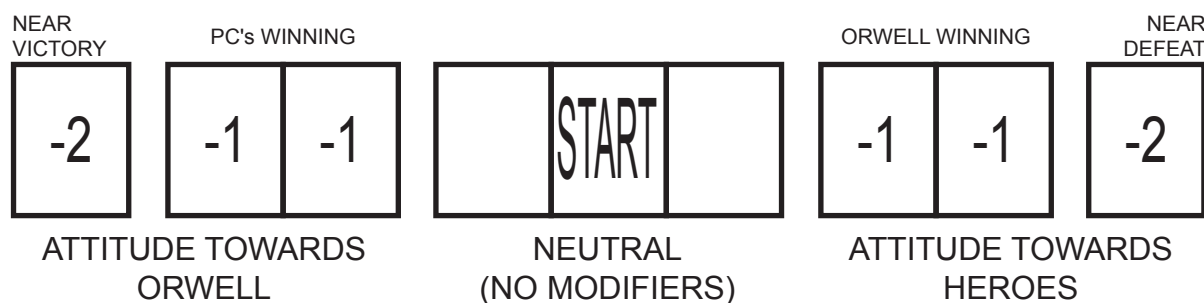 NEAR
VICTORY
PC's WINNING
ORWELL WINNING
NEAR
DEFEAT
-2
-1
-1
START
-1
-1
-2
ATTITUDE TOWARDS
ORWELL
NEUTRAL
(NO MODIFIERS)
ATTITUDE TOWARDS
HEROES